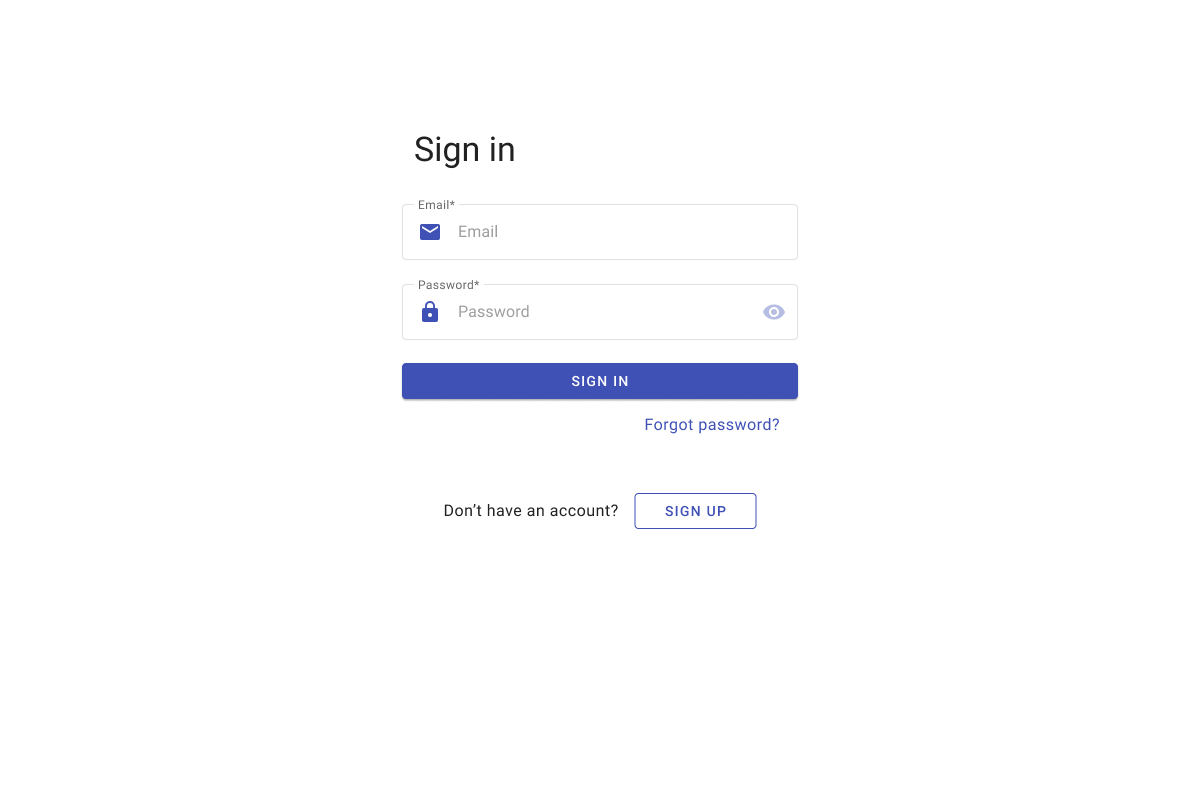 Sign in
Email*
Email
Password*
Password
SIGN IN
Forgot password?
Don’t have an account? SIGN UP